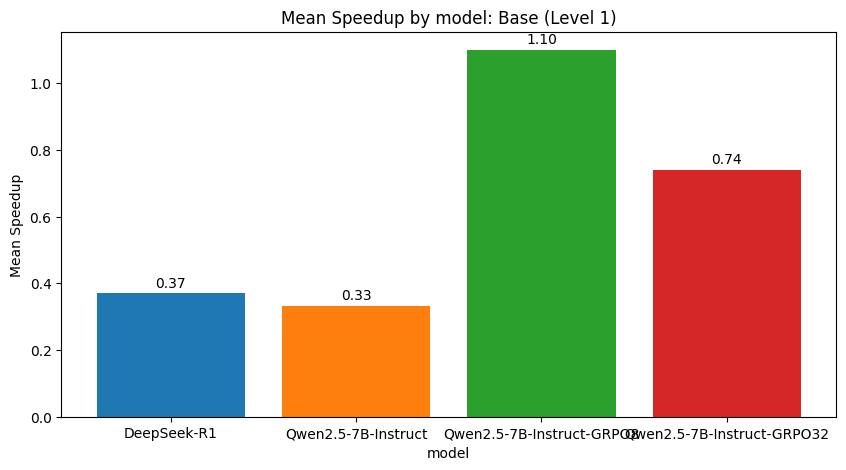 Mean Speedup by model: Base (Level 1)
Mean Speedup
1.0
0.8
0.6
0.4
0.2
0.0
0.37
0.33
1.10
0.74
DeepSeek-R1
Qwen2.5-7B-Instruct
Qwen2.5-7B-Instruct-GRPO8
Qwen2.5-7B-Instruct-GRPO32
model